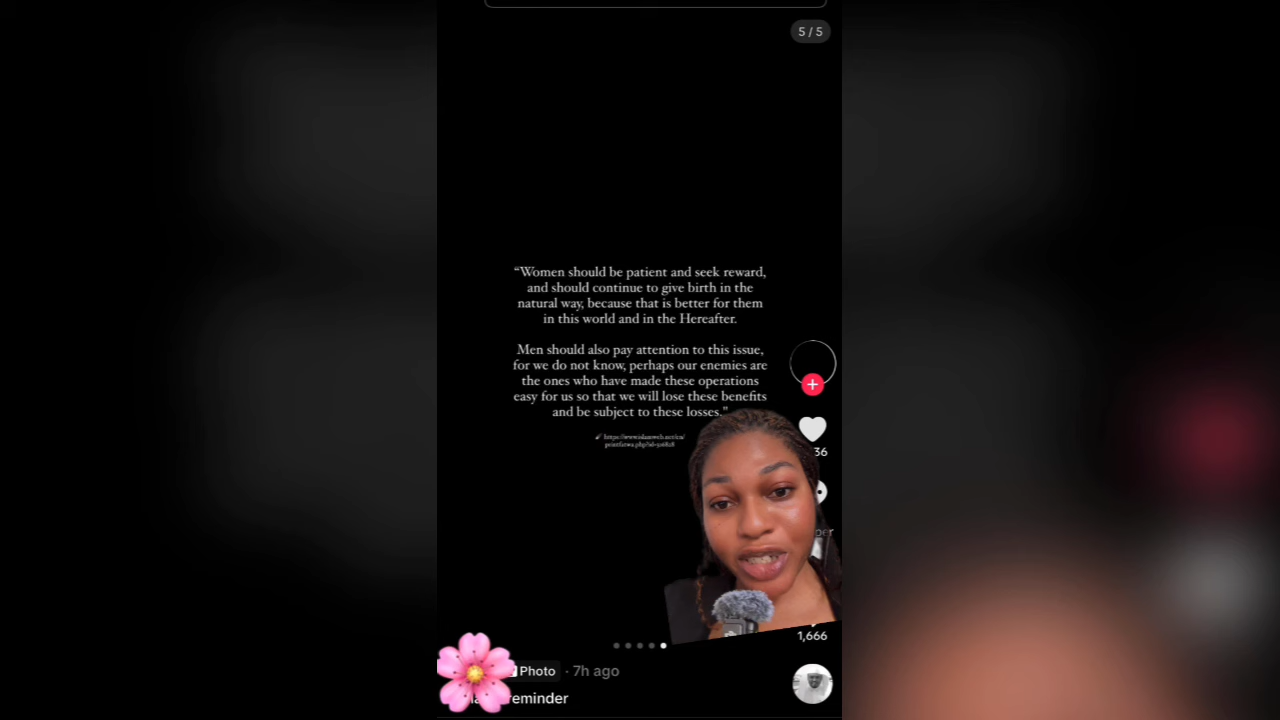 5 / 5
“Women should be patient and seek reward,
and should continue to give birth in the
natural way, because that is better for them
in this world and in the Hereafter.
Men should also pay attention to this issue,
for we do not know, perhaps our enemies are
the ones who have made these operations
easy for us so that we will lose these benefits
and be subject to these losses.”
36
1,666
Photo · 7h ago
reminder